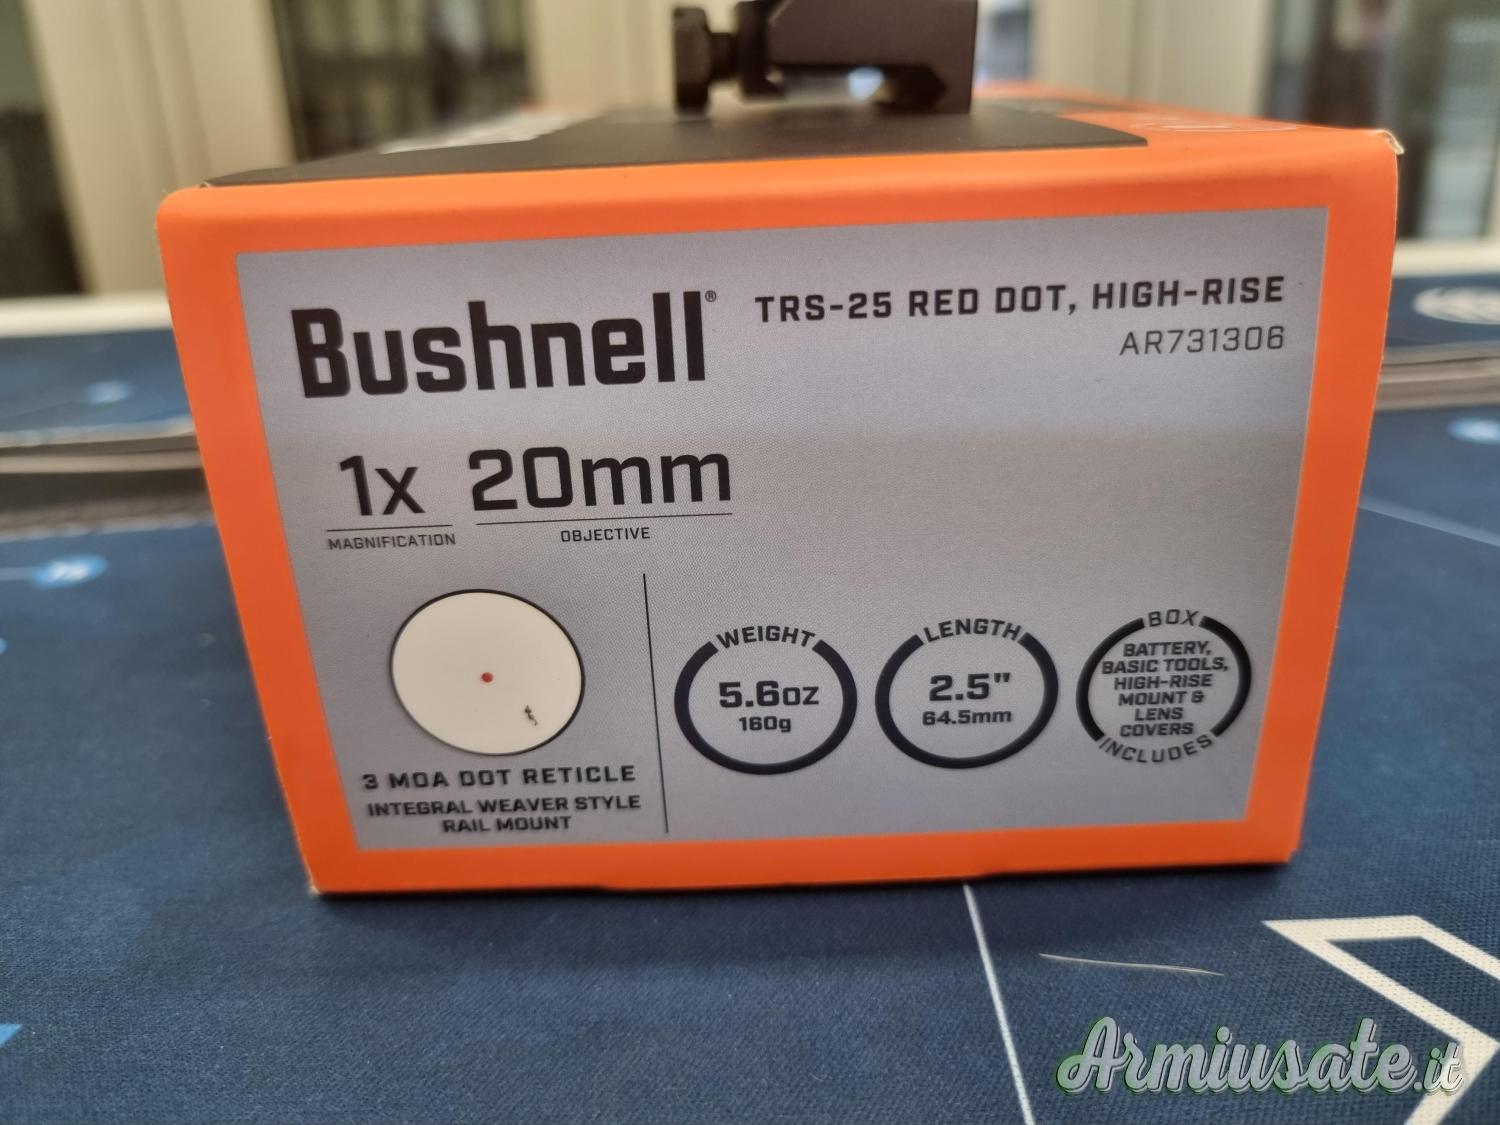 Bushnell®
TRS-25 RED DOT, HIGH-RISE
AR731306
1x 20mm
MAGNIFICATION OBJECTIVE
3 MOA DOT RETICLE
INTEGRAL WEAVER STYLE
RAIL MOUNT
WEIGHT
5.6oz
160g
LENGTH
2.5"
64.5mm
BOX
BATTERY,
BASIC TOOLS,
HIGH-RISE
MOUNT &
LENS
COVERS
INCLUDES
75
Armiusate.it